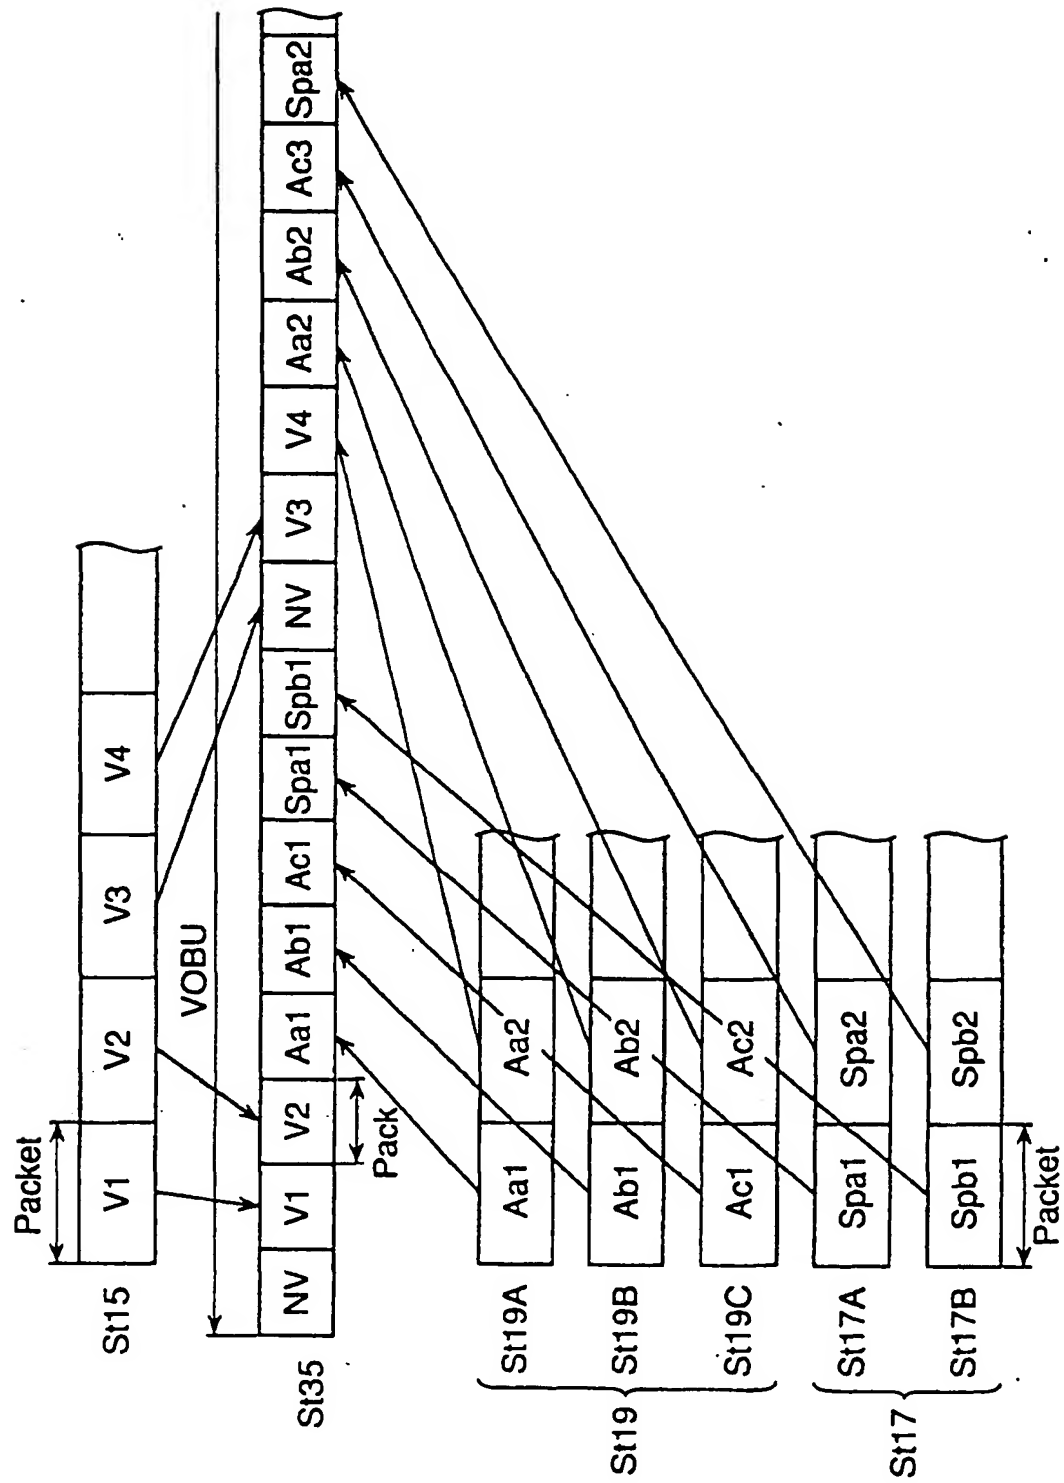 Packet
St15 V1 V2 V3 V4
VOBU
St35 NV V1 V2 Aa1 Ab1 Ac1 Spa1 Spb1 NV V3 V4 Aa2 Ab2 Ac3 Spa2
Pack
St19
St19A Aa1 Aa2
St19B Ab1 Ab2
St19C Ac1 Ac2
St17
St17A Spa1 Spa2
St17B Spb1 Spb2
Packet